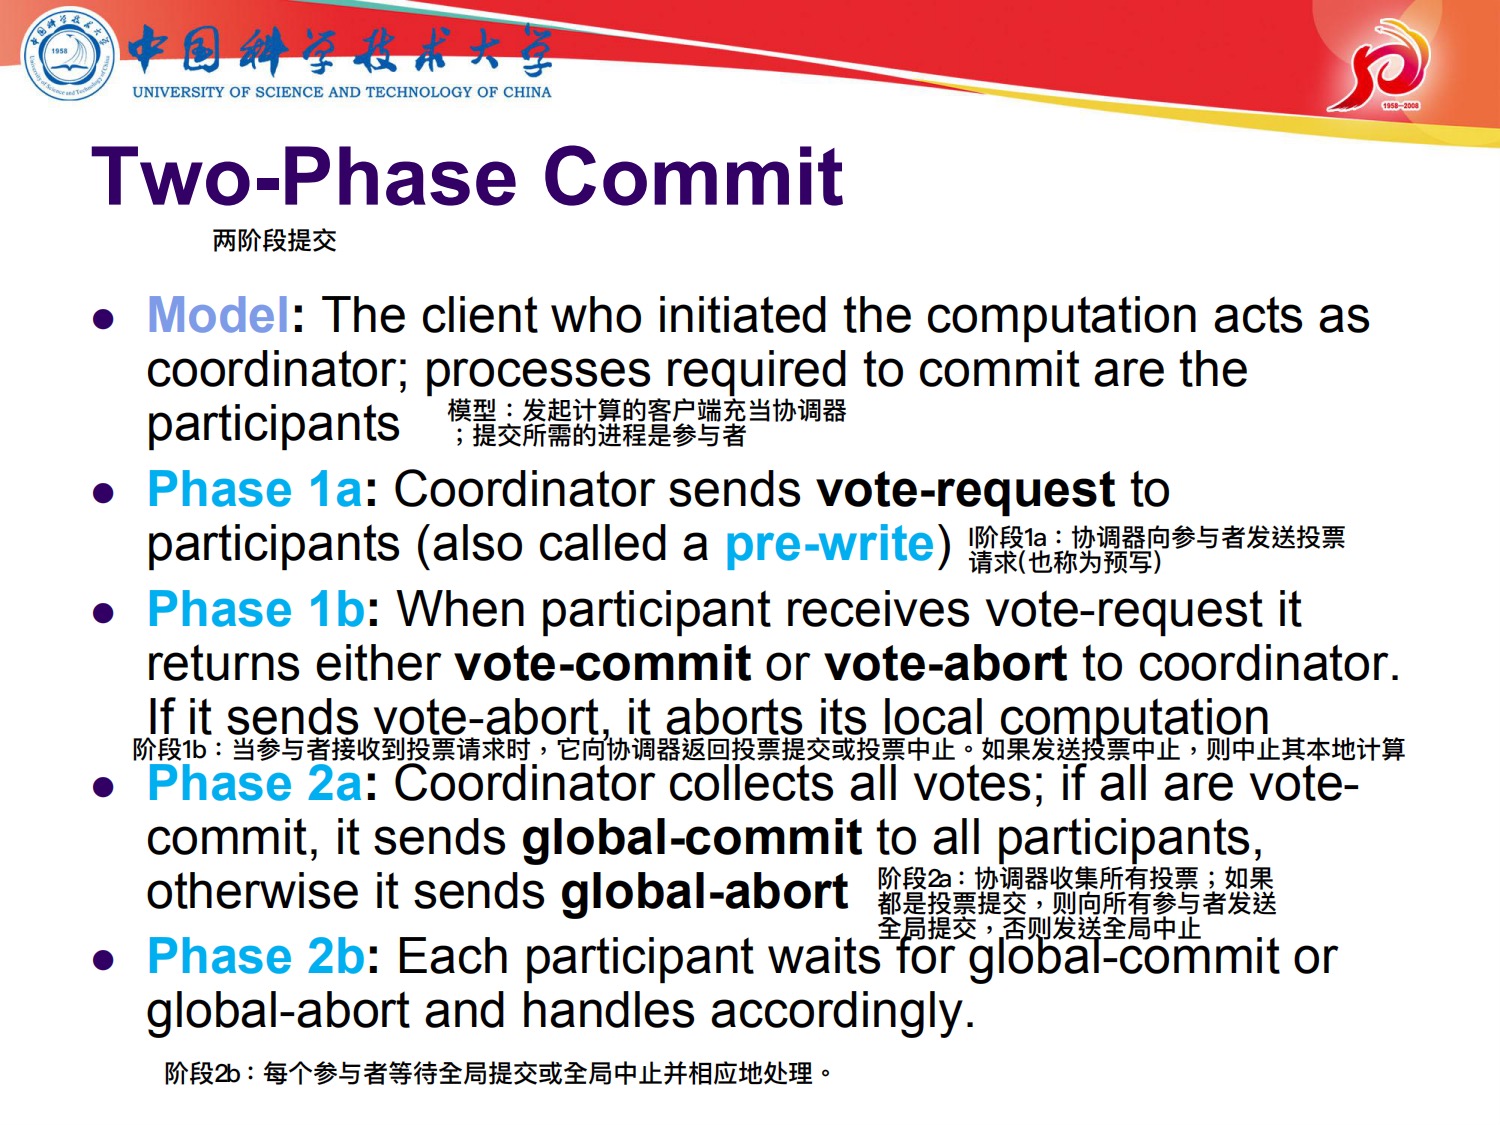 中国科学技术大学
UNIVERSITY OF SCIENCE AND TECHNOLOGY OF CHINA
1958
1958-2008
Two-Phase Commit
两阶段提交
Model: The client who initiated the computation acts as
coordinator; processes required to commit are the
participants
模型：发起计算的客户端充当协调器
；提交所需的进程是参与者
Phase 1a: Coordinator sends vote-request to
participants (also called a pre-write)
I阶段1a：协调器向参与者发送投票
请求(也称为预写)
Phase 1b: When participant receives vote-request it
returns either vote-commit or vote-abort to coordinator.
If it sends vote-abort, it aborts its local computation
阶段1b：当参与者接收到投票请求时，它向协调器返回投票提交或投票中止。如果发送投票中止，则中止其本地计算
Phase 2a: Coordinator collects all votes; if all are vote-
commit, it sends global-commit to all participants,
otherwise it sends global-abort
阶段2a：协调器收集所有投票；如果
都是投票提交，则向所有参与者发送
全局提交，否则发送全局中止
Phase 2b: Each participant waits for global-commit or
global-abort and handles accordingly.
阶段2b：每个参与者等待全局提交或全局中止并相应地处理。